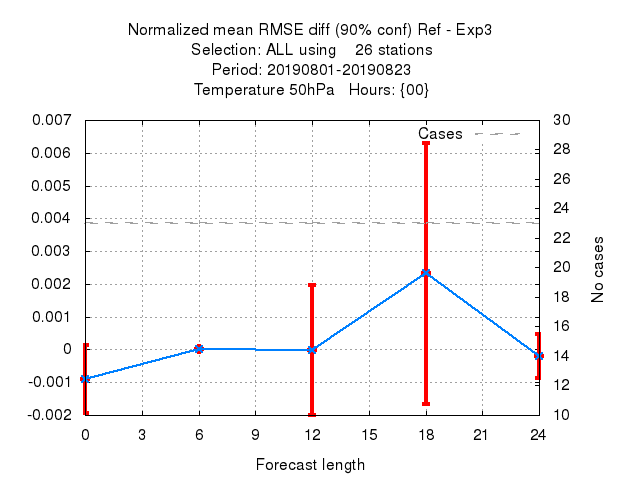 Normalized mean RMSE diff (90% conf) Ref - Exp3
Selection: ALL using    26 stations
Period: 20190801-20190823
Temperature 50hPa   Hours: {00}
Cases
0.007
0.006
0.005
0.004
0.003
0.002
0.001
0
-0.001
-0.002
30
28
26
24
22
20
18
16
14
12
10
No cases
0 3 6 9 12 15 18 21 24
Forecast length